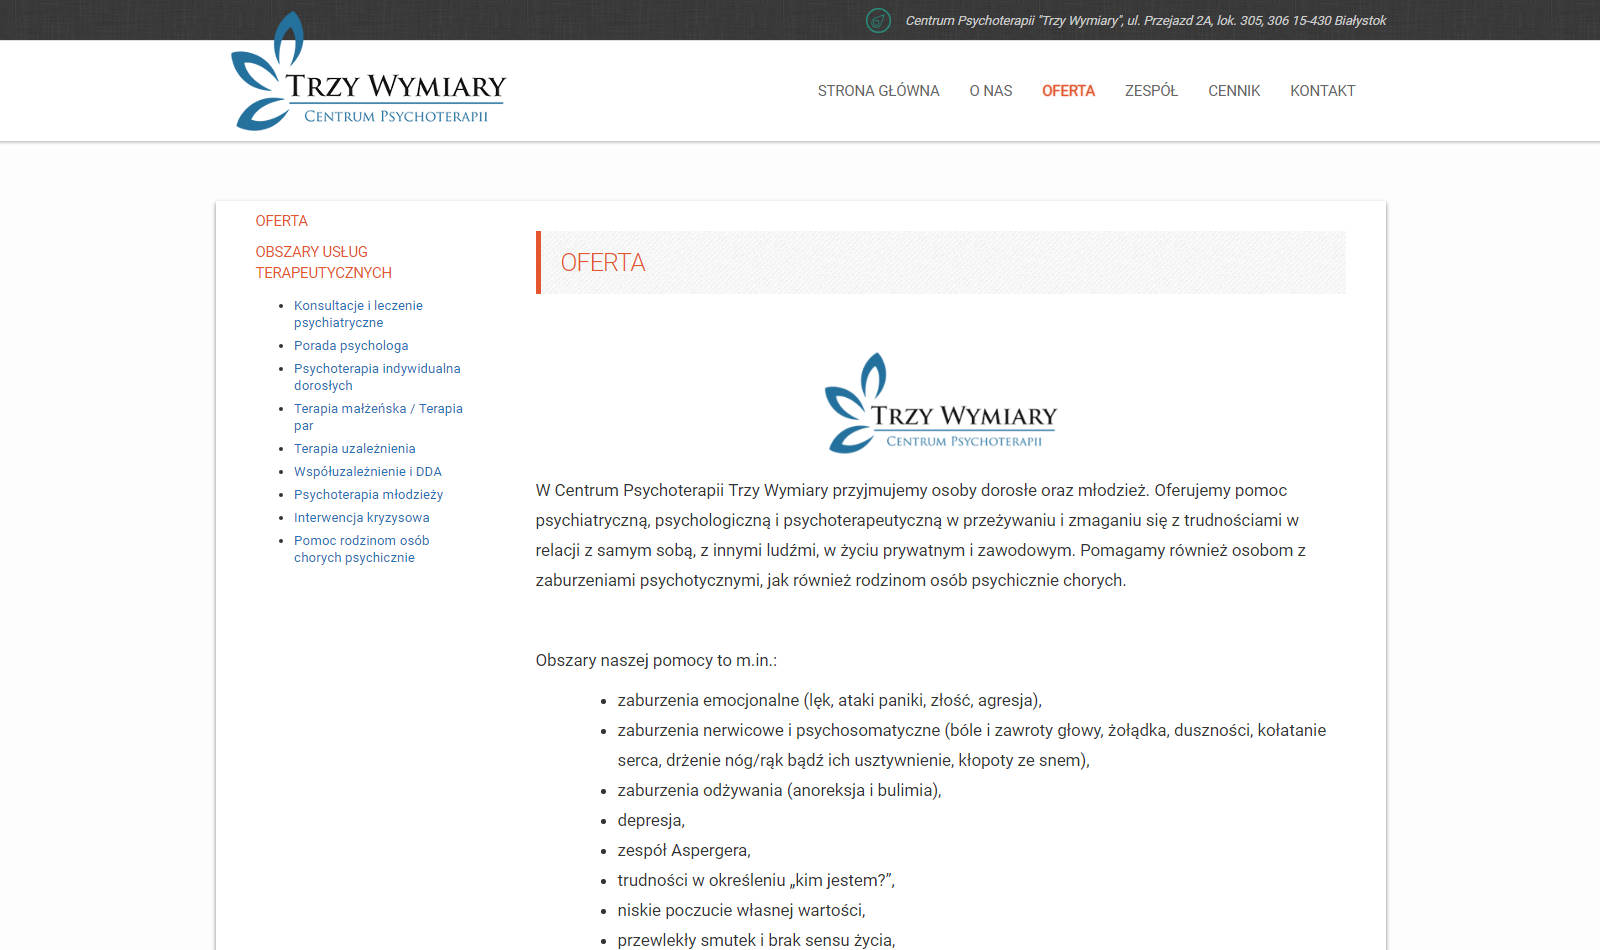 Centrum Psychoterapii "Trzy Wymiary", ul. Przejazd 2A, lok. 305, 306 15-430 Białystok
TRZY WYMIARY
CENTRUM PSYCHOTERAPII
STRONA GŁÓWNA O NAS OFERTA ZESPÓŁ CENNIK KONTAKT
OFERTA
OBSZARY USŁUG
TERAPEUTYCZNYCH
Konsultacje i leczenie
psychiatryczne
Porada psychologa
Psychoterapia indywidualna
dorosłych
Terapia małżeńska / Terapia
par
Terapia uzależnienia
Współuzależnienie i DDA
Psychoterapia młodzieży
Interwencja kryzysowa
Pomoc rodzinom osób
chorych psychicznie
OFERTA
TRZY WYMIARY
CENTRUM PSYCHOTERAPII
W Centrum Psychoterapii Trzy Wymiary przyjmujemy osoby dorosłe oraz młodzież. Oferujemy pomoc
psychiatryczną, psychologiczną i psychoterapeutyczną w przeżywaniu i zmaganiu się z trudnościami w
relacji z samym sobą, z innymi ludźmi, w życiu prywatnym i zawodowym. Pomagamy również osobom z
zaburzeniami psychotycznymi, jak również rodzinom osób psychicznie chorych.
Obszary naszej pomocy to m.in.:
zaburzenia emocjonalne (lęk, ataki paniki, złość, agresja),
zaburzenia nerwicowe i psychosomatyczne (bóle i zawroty głowy, żołądka, duszności, kołatanie
serca, drżenie nóg/rąk bądź ich usztywnienie, kłopoty ze snem),
zaburzenia odżywania (anoreksja i bulimia),
depresja,
zespół Aspergera,
trudności w określeniu „kim jestem?”,
niskie poczucie własnej wartości,
przewlekły smutek i brak sensu życia,